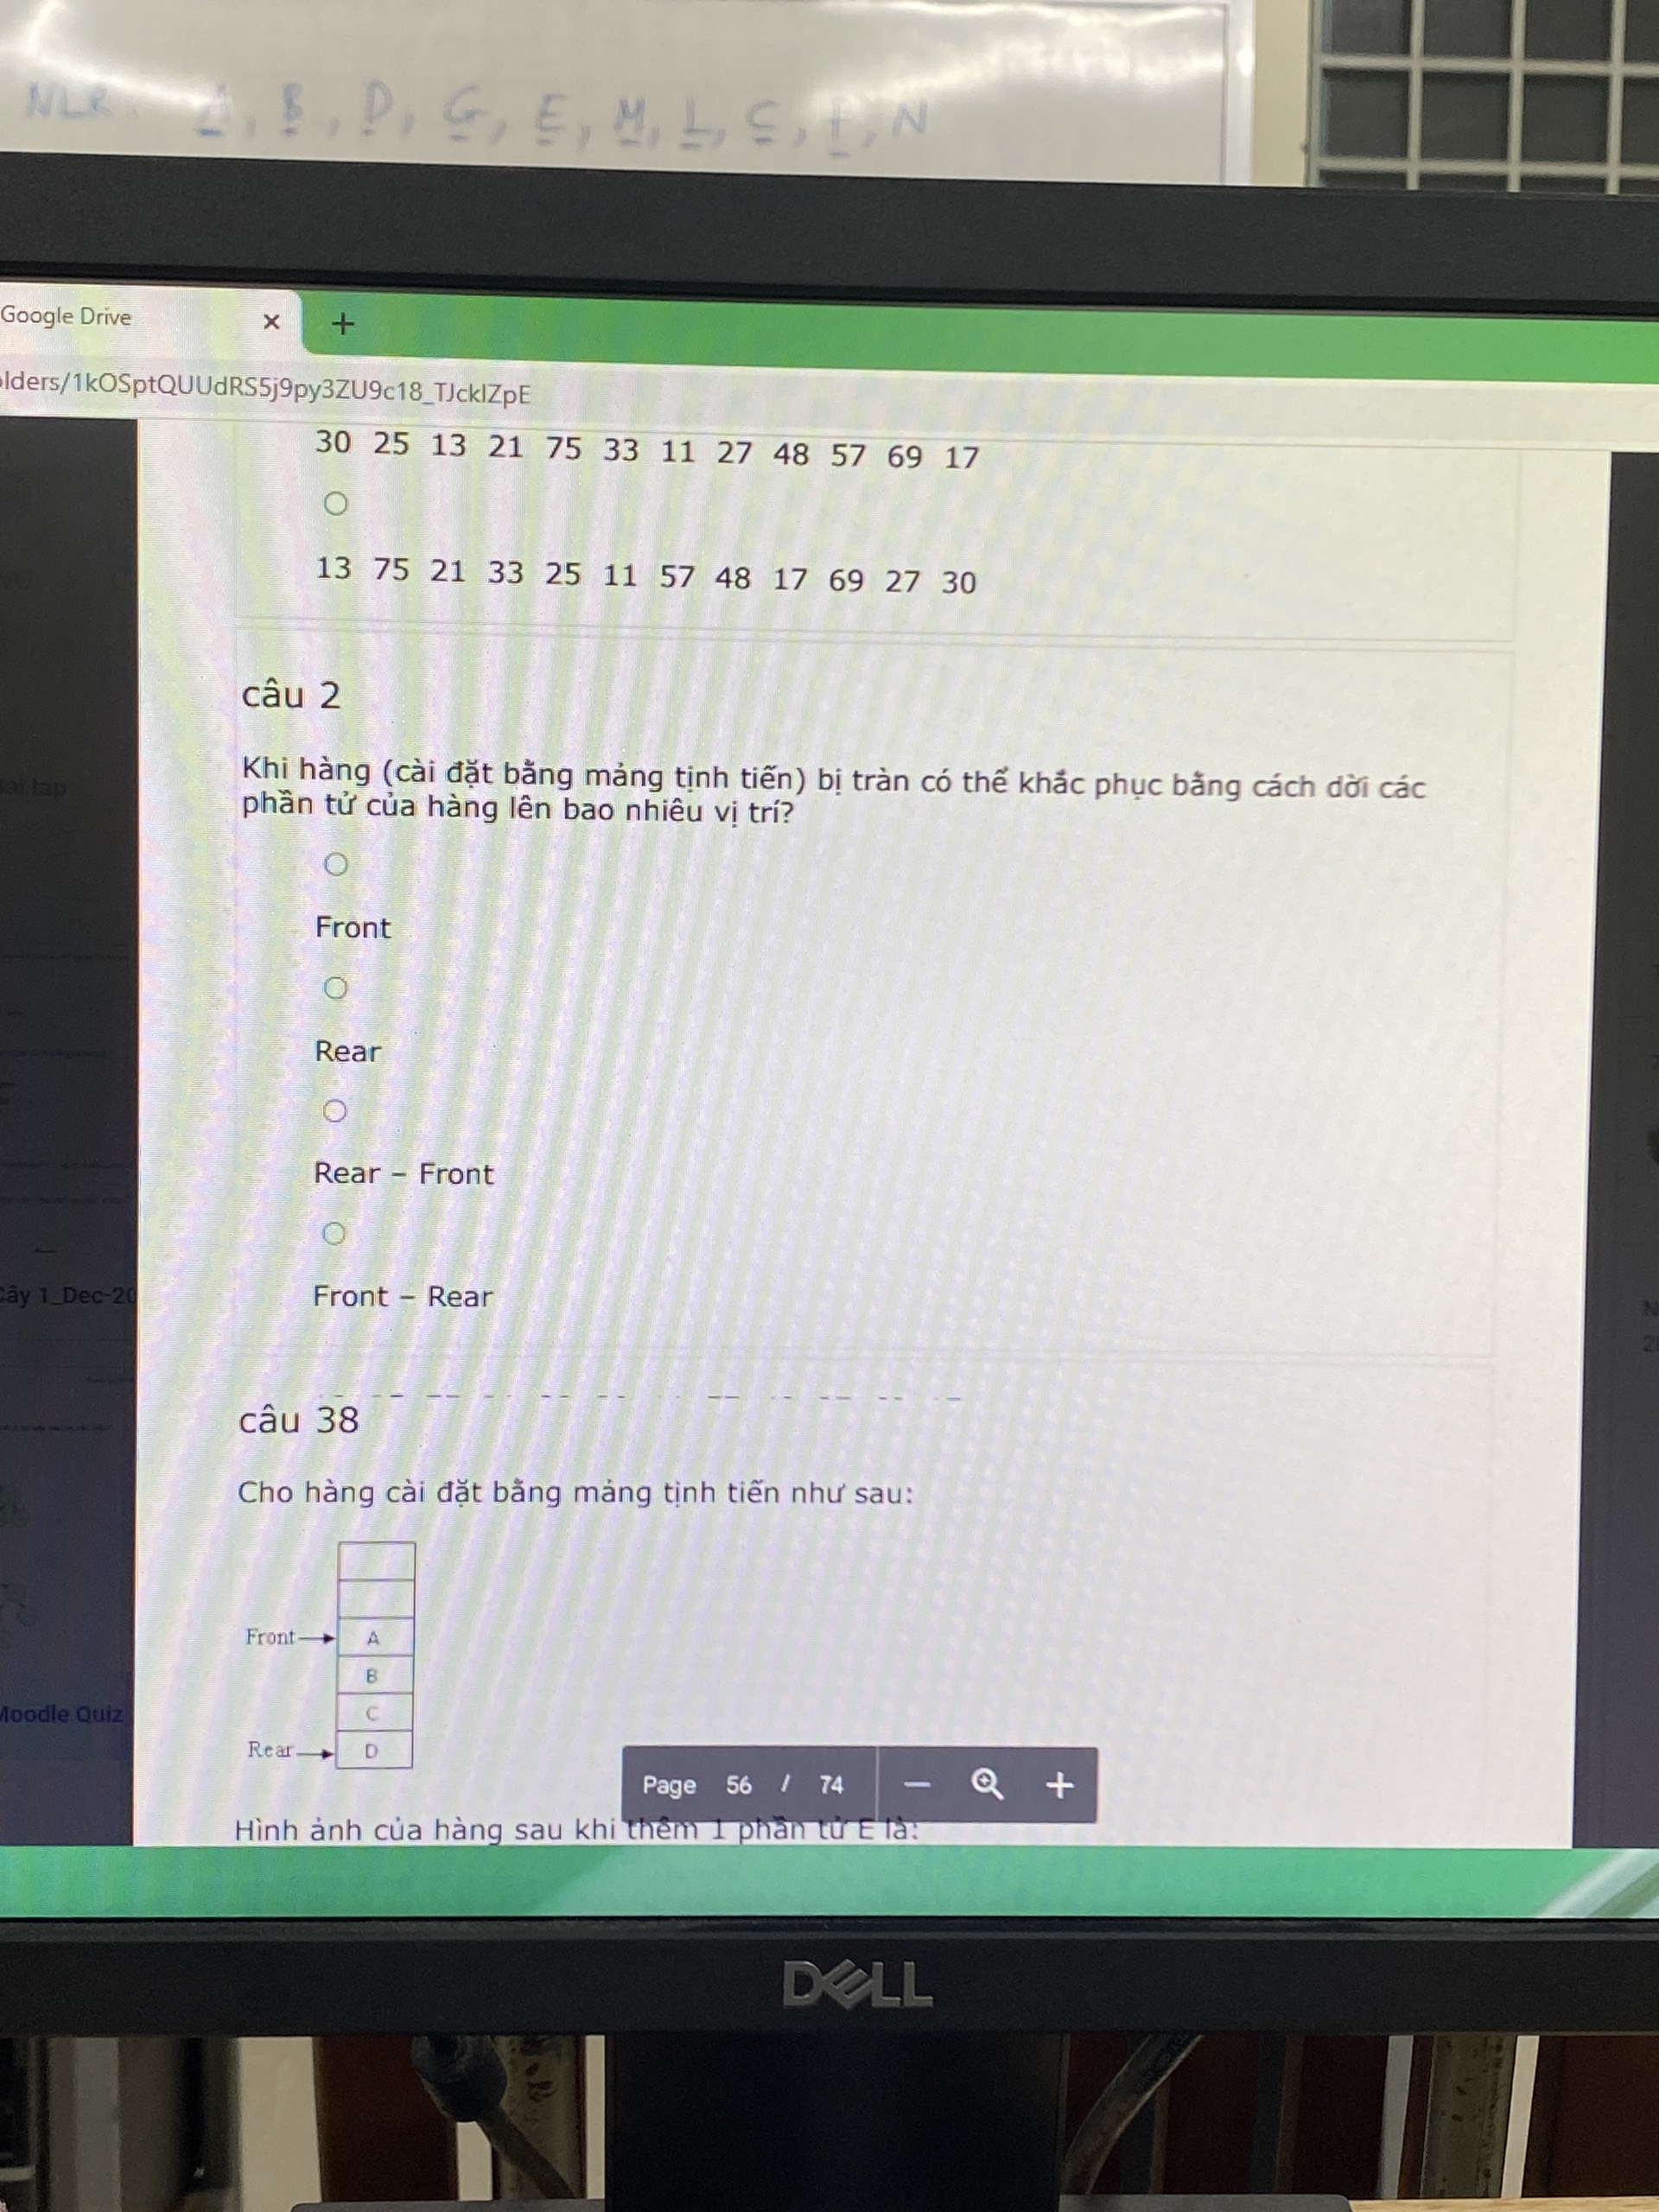 NLR. A, B, D, G, E, M, L, C, F, N
Google Drive × +
lders/1kOSptQUUdRS5j9py3ZU9c18_TJcklZpE
30 25 13 21 75 33 11 27 48 57 69 17
13 75 21 33 25 11 57 48 17 69 27 30
câu 2
Khi hàng (cài đặt bằng mảng tịnh tiến) bị tràn có thể khắc phục bằng cách dời các
phần tử của hàng lên bao nhiêu vị trí?
Front
Rear
Rear – Front
Front – Rear
câu 38
Cho hàng cài đặt bằng mảng tịnh tiến như sau:
Front A
B
C
Rear D
Hình ảnh của hàng sau khi thêm 1 phần tử E là:
Page 56 / 74 − +
Bai tap
Cây 1_Dec-20
Moodle Quiz
DELL